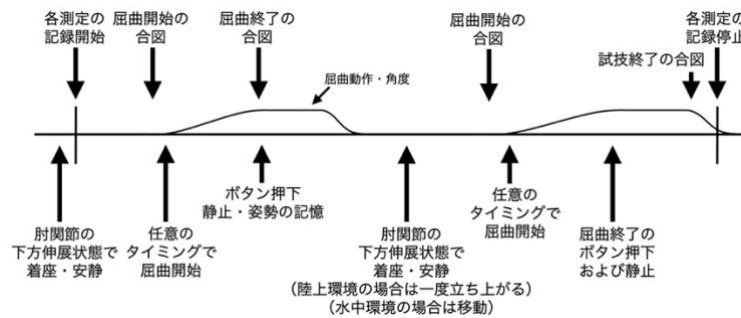 各測定の
記録開始
屈曲開始の
合図
屈曲終了の
合図
屈曲動作・角度
屈曲開始の
合図
試技終了の合図
各測定の
記録停止
肘関節の
下方伸展状態で
着座・安静
任意の
タイミングで
屈曲開始
ボタン押下
静止・姿勢の記憶
肘関節の
下方伸展状態で
着座・安静
（陸上環境の場合は一度立ち上がる）
（水中環境の場合は移動）
任意の
タイミングで
屈曲開始
屈曲終了の
ボタン押下
および静止